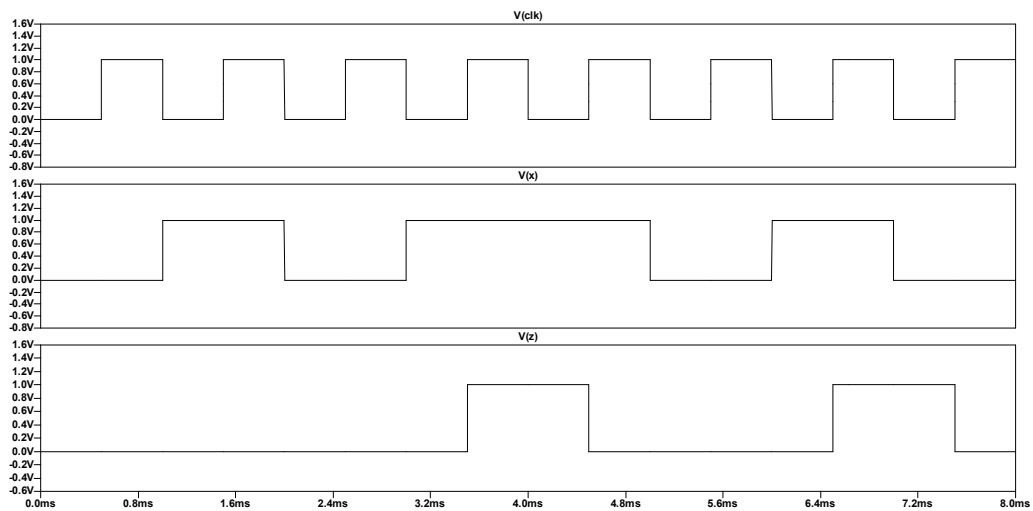 V(clk)
1.6V
1.4V
1.2V
1.0V
0.8V
0.6V
0.4V
0.2V
0.0V
-0.2V
-0.4V
-0.6V
-0.8V
V(x)
1.6V
1.4V
1.2V
1.0V
0.8V
0.6V
0.4V
0.2V
0.0V
-0.2V
-0.4V
-0.6V
-0.8V
V(z)
1.6V
1.4V
1.2V
1.0V
0.8V
0.6V
0.4V
0.2V
0.0V
-0.2V
-0.4V
-0.6V
0.0ms 0.8ms 1.6ms 2.4ms 3.2ms 4.0ms 4.8ms 5.6ms 6.4ms 7.2ms 8.0ms